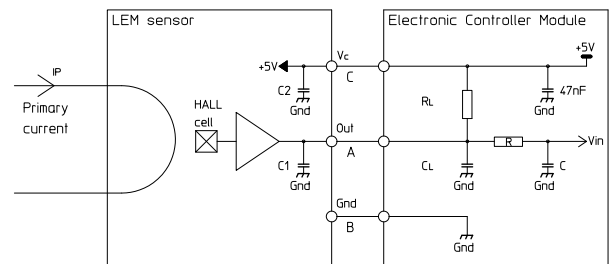 LEM sensor
Electronic Controller Module
+5V
Vc
+5V
C
IP
C2
Gnd
RL
47nF
Gnd
Primary
current
HALL
cell
Out
A
R
Vin
C1
Gnd
CL
Gnd
C
Gnd
Gnd
B
Gnd